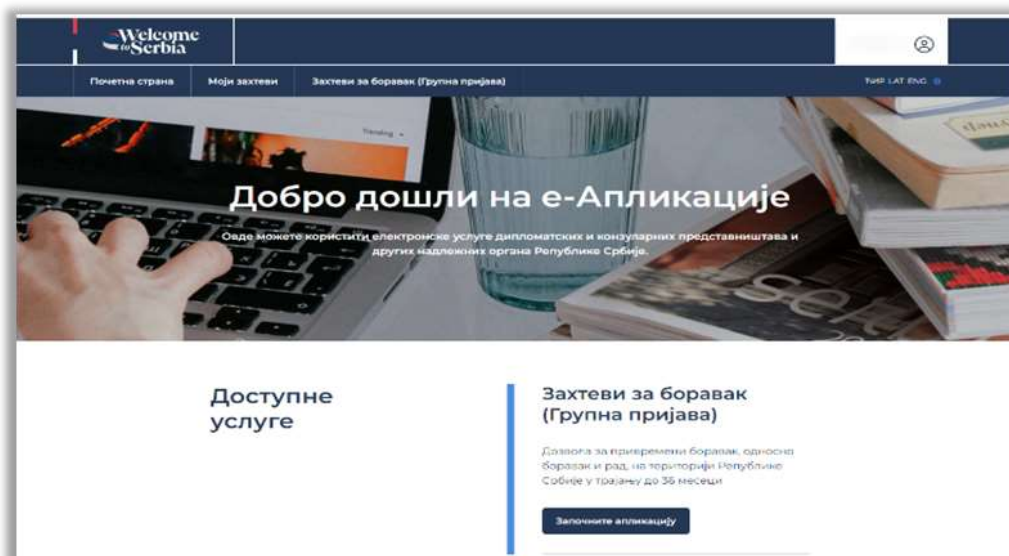 Welcome
to Serbia
Почетна страна
Моји захтеви
Захтеви за боравак (Групна пријава)
ЋИР LAT ENG
Trending
Добро дошли на е-Апликације
Овде можете користити електронске услуге дипломатских и конзуларних представништава и
других надлежних органа Републике Србије.
Доступне
услуге
Захтеви за боравак
(Групна пријава)
Дозвола за привремени боравак, односно
боравак и рад, на територији Републике
Србије у трајању до 36 месеци
Започните апликацију